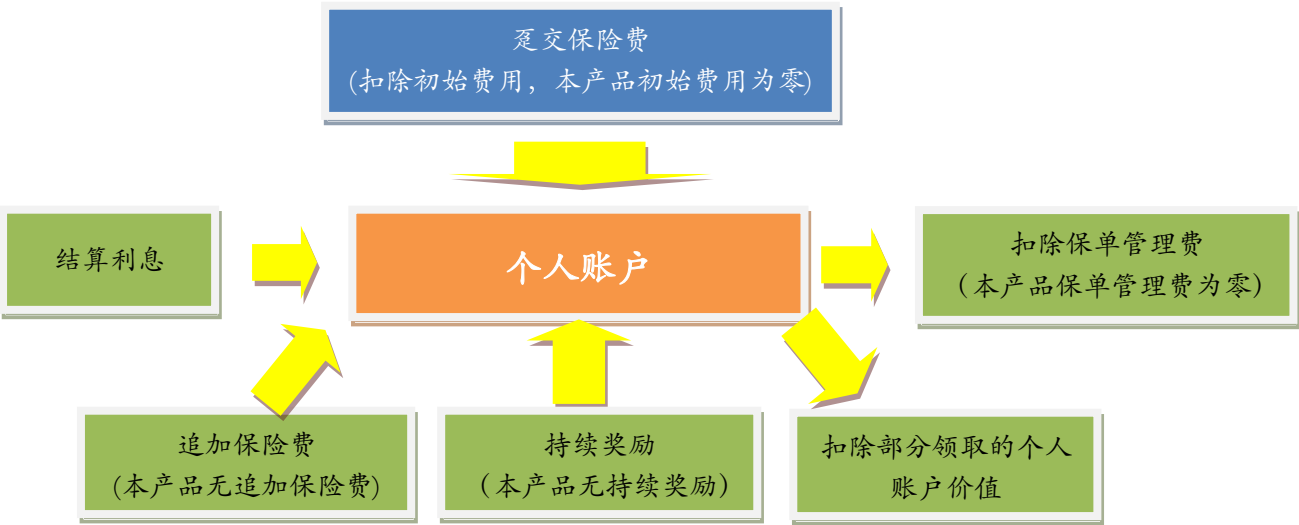 趸交保险费
(扣除初始费用，本产品初始费用为零)
结算利息
个人账户
扣除保单管理费
（本产品保单管理费为零）
追加保险费
(本产品无追加保险费)
持续奖励
（本产品无持续奖励）
扣除部分领取的个人
账户价值